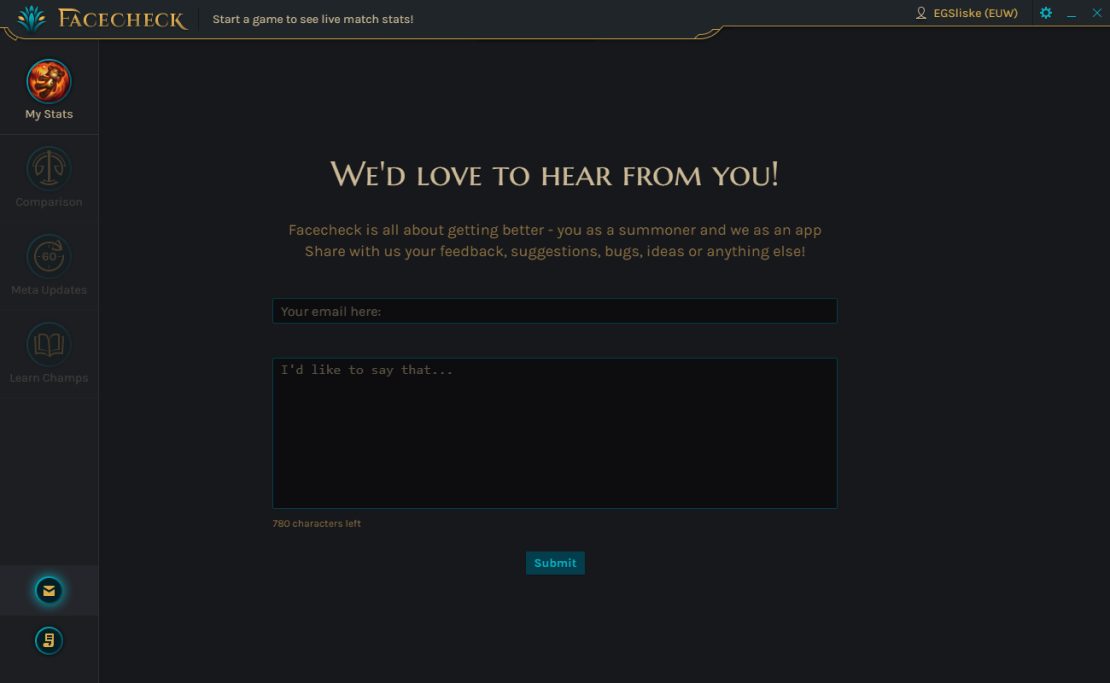 Facecheck
Start a game to see live match stats!
EGSliske (EUW)
My Stats
Comparison
60
Meta Updates
Learn Champs
We'd love to hear from you!
Facecheck is all about getting better - you as a summoner and we as an app
Share with us your feedback, suggestions, bugs, ideas or anything else!
Your email here:
I'd like to say that...
780 characters left
Submit